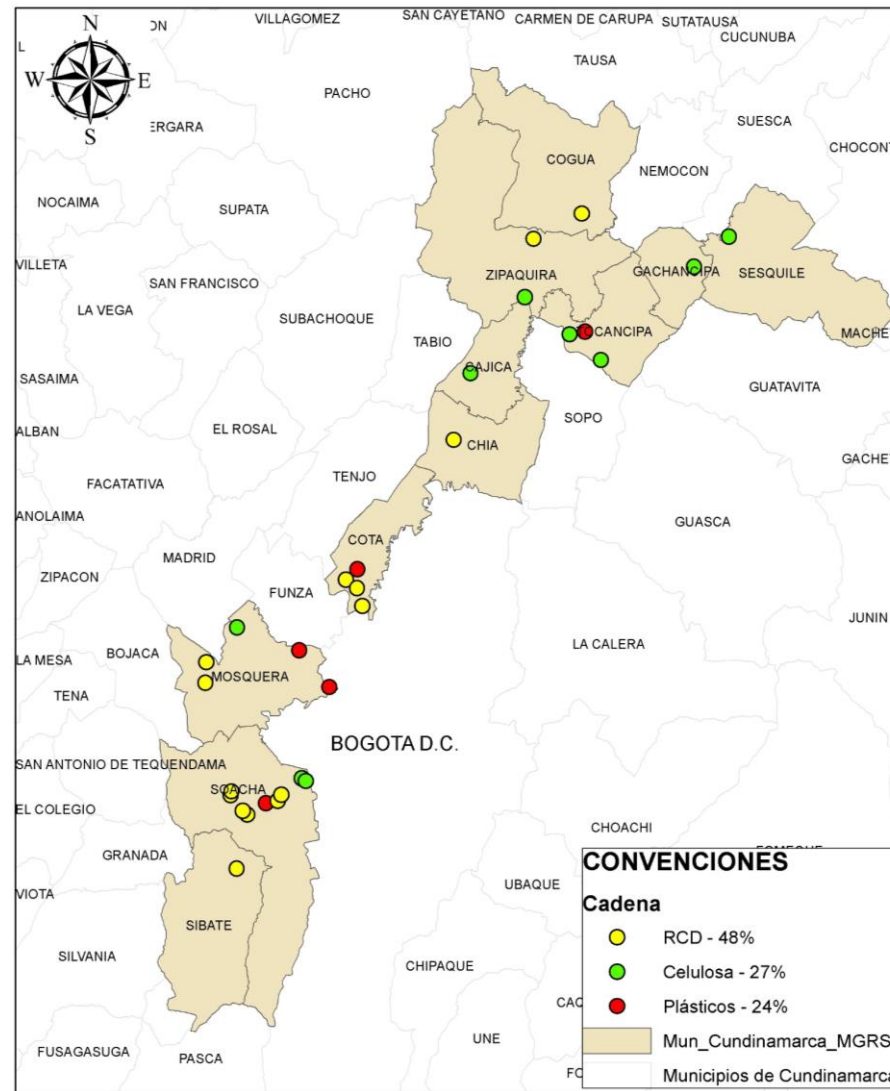 SAN CAYETANO
CARMEN DE CARUPA
SUTATAUSA
VILLAGOMEZ
CUCUNUBA
N
W
E
S
TAUSA
PACHO
SUESCA
ERGARA
CHOCONT
COGUA
NEMOCON
NOCAIMA
SUPATA
VILLETA
SAN FRANCISCO
ZIPAQUIRA
GACHANCIPA
SESQUILE
LA VEGA
SUBACHOQUE
TABIO
CANCIPA
MACHE
CAJICA
SASAIMA
GUATAVITA
ALBAN
EL ROSAL
SOPO
CHIA
GACHET
TENJO
FACATATIVA
ANOLAIMA
GUASCA
COTA
MADRID
ZIPACON
FUNZA
JUNIN
LA MESA
BOJACA
LA CALERA
MOSQUERA
TENA
BOGOTA D.C.
SAN ANTONIO DE TEQUENDAMA
SOACHA
EL COLEGIO
CHOACHI
GRANADA
UBAQUE
VIOTA
SIBATE
SILVANIA
CHIPAQUE
UNE
FUSAGASUGA
PASCA
CONVENCIONES
Cadena
RCD - 48%
Celulosa - 27%
Plásticos - 24%
Mun_Cundinamarca_MGRS
Municipios de Cundinamarca